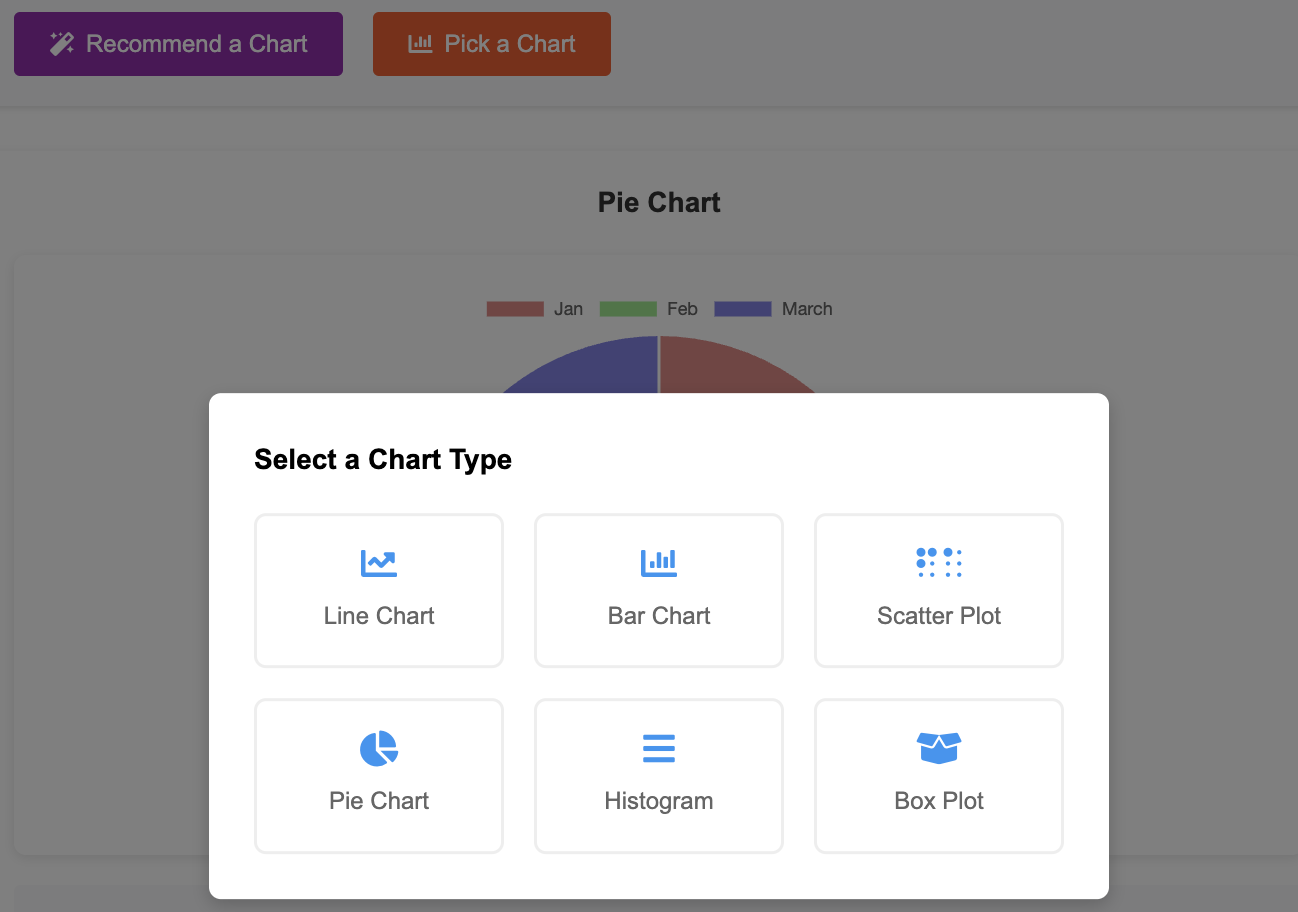 Recommend a Chart Pick a Chart
Pie Chart
Jan Feb March
Select a Chart Type
Line Chart Bar Chart Scatter Plot
Pie Chart Histogram Box Plot